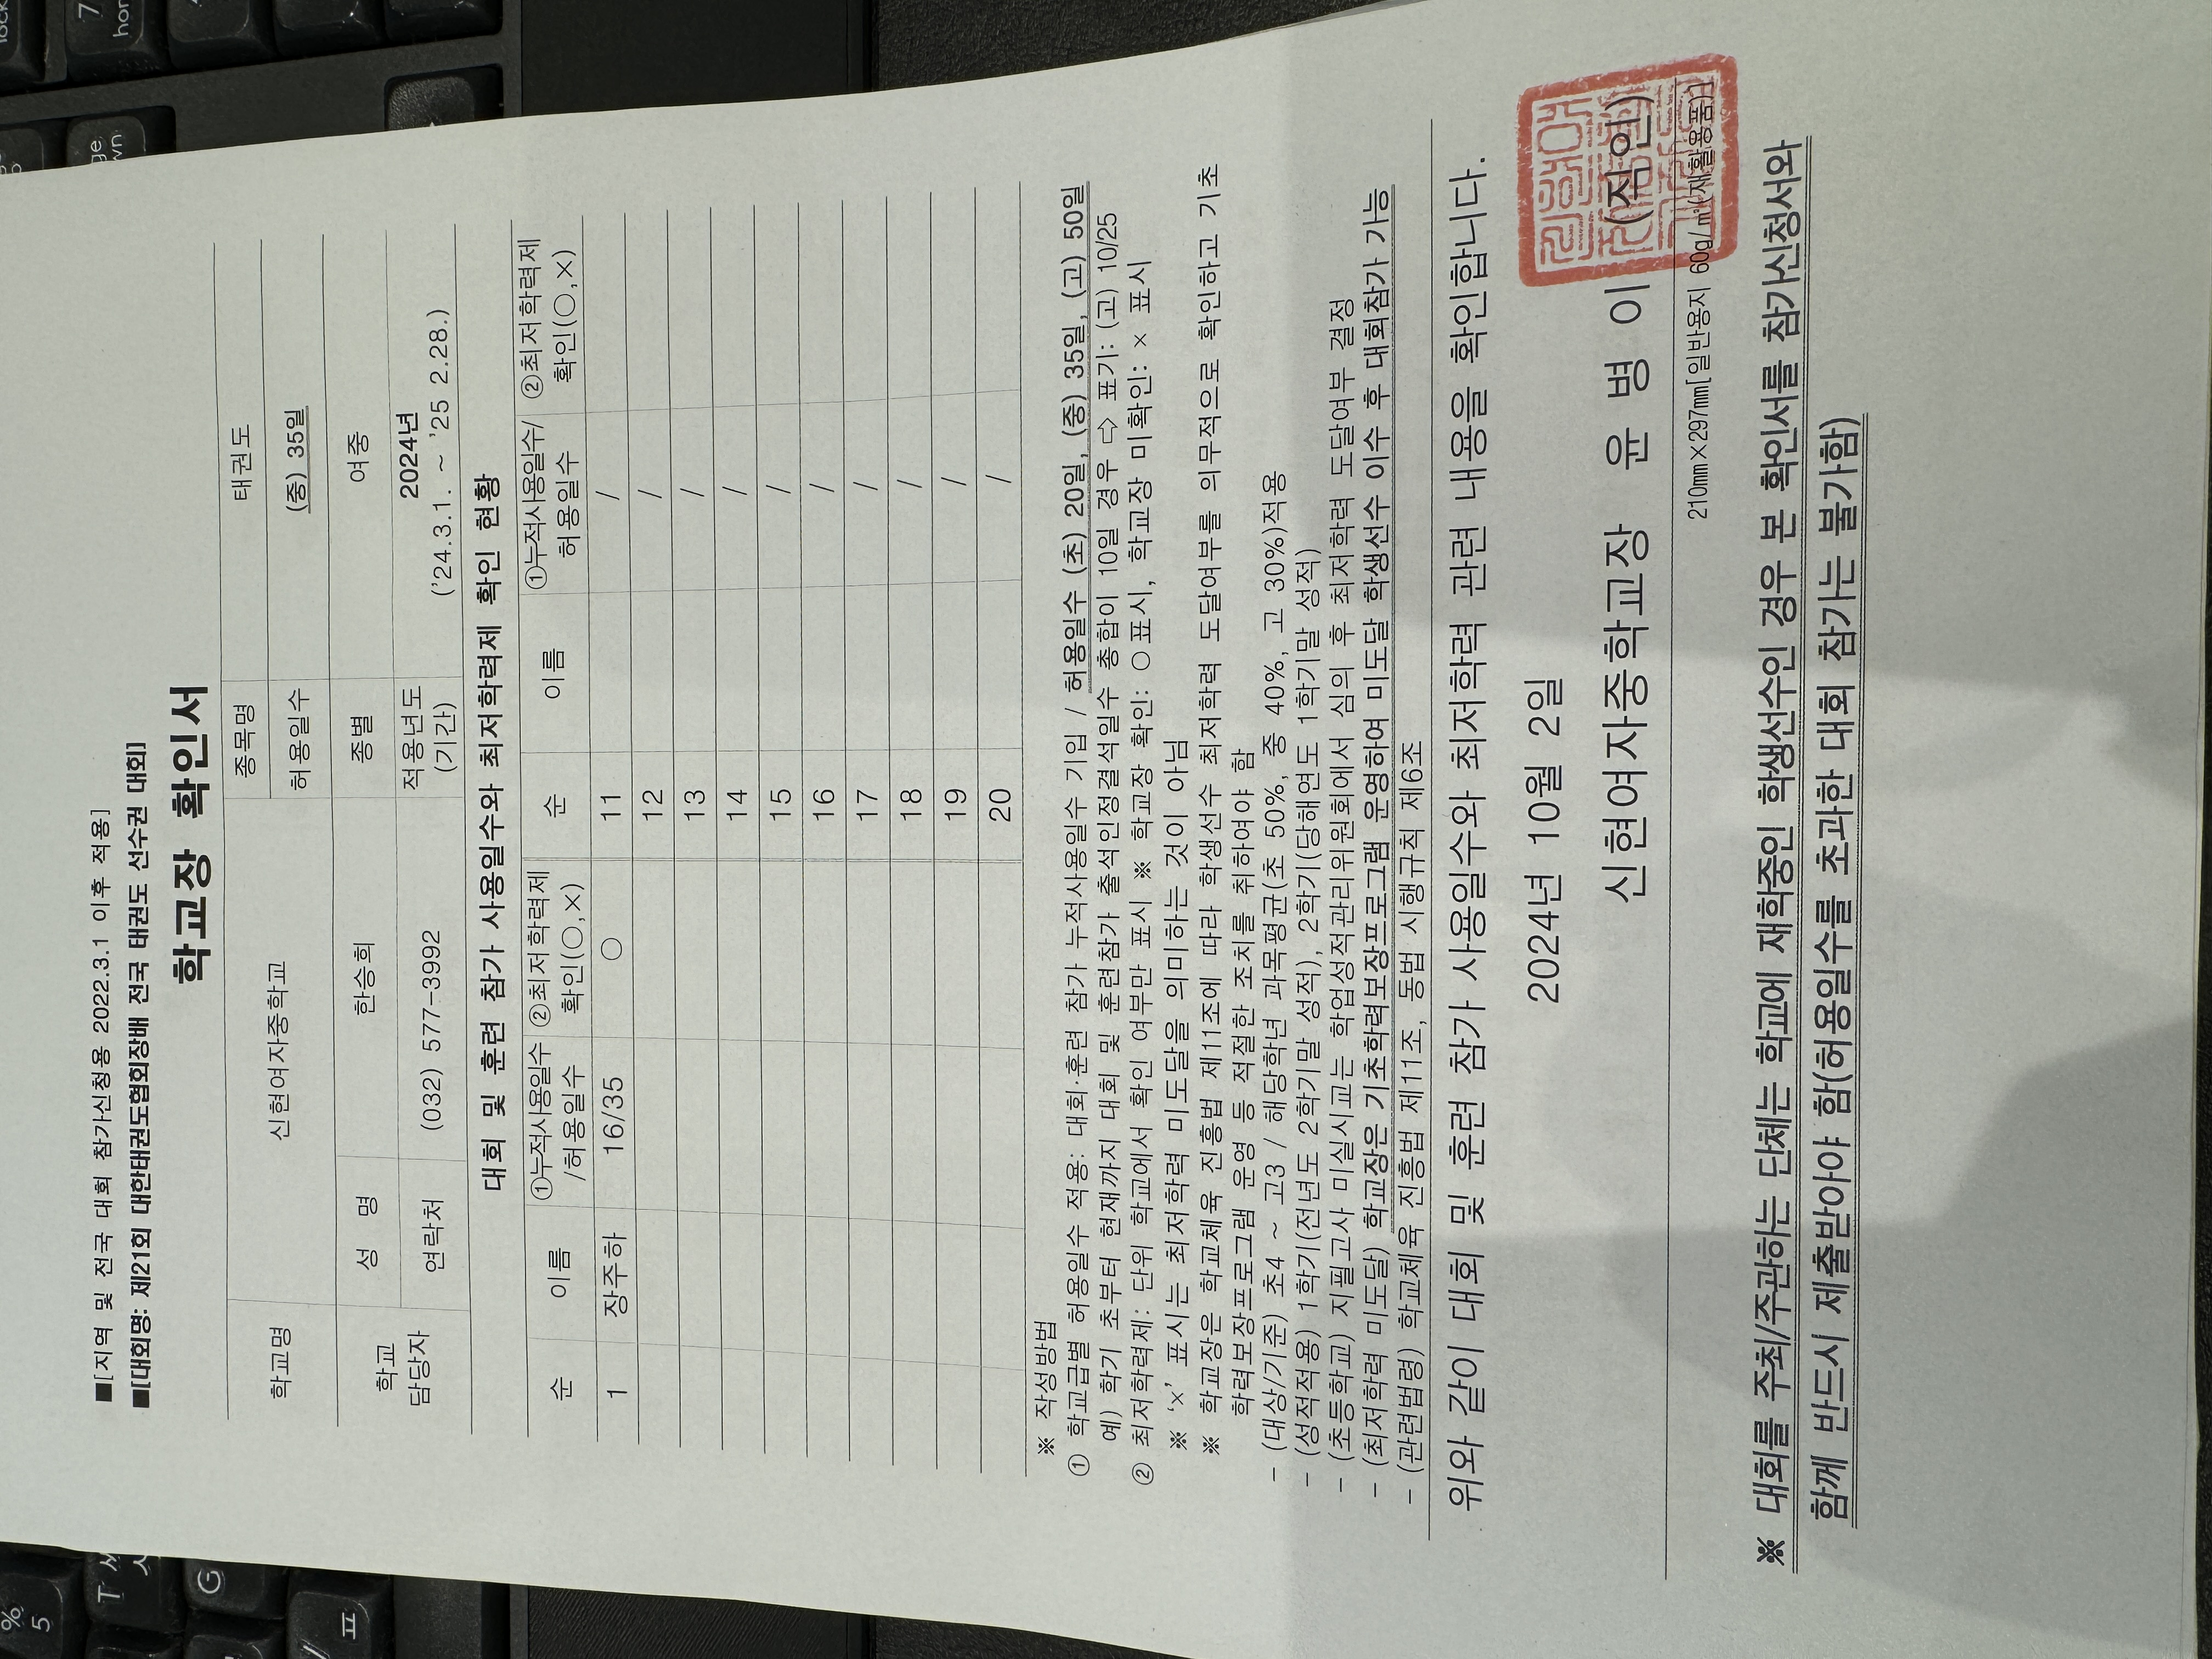 ■[지역 및 전국 대회 참가신청용 2022.3.1 이후 적용]
■[대회명: 제21회 대한태권도협회장배 전국 태권도 선수권 대회]
학교장 확인서
학교명 신현여자중학교 종목명 태권도
허용일수 (중) 35일
학교 담당자 성 명 한승희 종별 여중
연락처 (032) 577-3992 적용년도 (기간) 2024년 ('24.3.1. ~ '25 2.28.)
대회 및 훈련 참가 사용일수와 최저학력제 확인 현황
순 이름 ①누적사용일수 /허용일수 ②최저학력제 확인(○,×) 순 이름 ①누적사용일수/ 허용일수 ②최저학력제 확인(○,×)
1 장주하 16/35 ○ 11 /
12 /
13 /
14 /
15 /
16 /
17 /
18 /
19 /
20 /
※ 작성방법
① 학교급별 허용일수 적용: 대회·훈련 참가 누적사용일수 기입 / 허용일수 (초) 20일, (중) 35일, (고) 50일
예) 학기 초부터 현재까지 대회 및 훈련참가 출석인정결석일수 총합이 10일 경우 ⇨ 표기: (고) 10/25
② 최저학력제: 단위 학교에서 확인 여부만 표시 ※ 학교장 확인: ○표시, 학교장 미확인: × 표시
※ '×' 표시는 최저학력 미도달을 의미하는 것이 아님
※ 학교장은 학교체육 진흥법 제11조에 따라 학생선수 최저학력 도달여부를 의무적으로 확인하고 기초
학력보장프로그램 운영 등 적절한 조치를 취하여야 함
- (대상/기준) 초4 ~ 고3 / 해당학년 과목평균(초 50%, 중 40%, 고 30%)적용
- (성적적용) 1학기(전년도 2학기말 성적), 2학기(당해연도 1학기말 성적)
- (초등학교) 지필고사 미실시교는 학업성적관리위원회에서 심의 후 최저학력 도달여부 결정
- (최저학력 미도달) 학교장은 기초학력보장프로그램 운영하여 미도달 학생선수 이수 후 대회참가 가능
- (관련법령) 학교체육 진흥법 제11조, 동법 시행규칙 제6조
위와 같이 대회 및 훈련 참가 사용일수와 최저학력 관련 내용을 확인합니다.
2024년 10월 2일
신현여자중학교장 윤 병 이 (직인)
210㎜×297㎜[일반용지 60g/㎡(재활용품)]
※ 대회를 주최/주관하는 단체는 학교에 재학중인 학생선수인 경우 본 확인서를 참가신청서와
함께 반드시 제출받아야 함(허용일수를 초과한 대회 참가는 불가함)
%
5
T
G
ㅍ
7